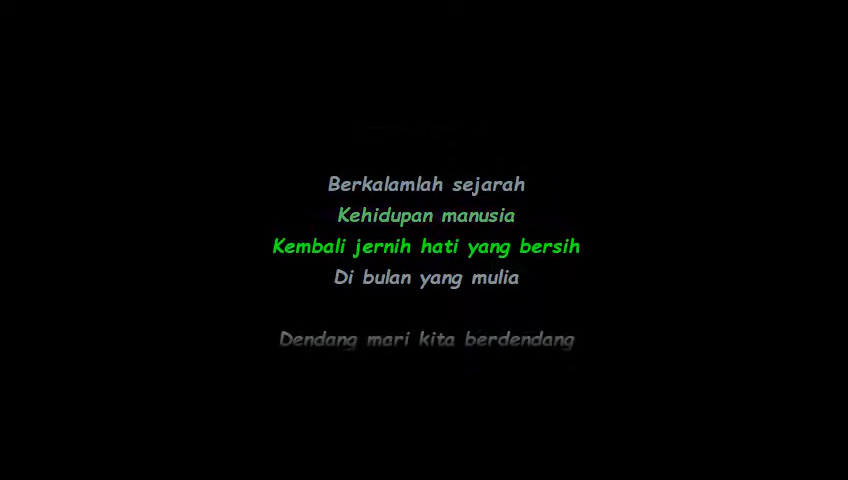 Berkalamlah sejarah
Kehidupan manusia
Kembali jernih hati yang bersih
Di bulan yang mulia
Dendang mari kita berdendang